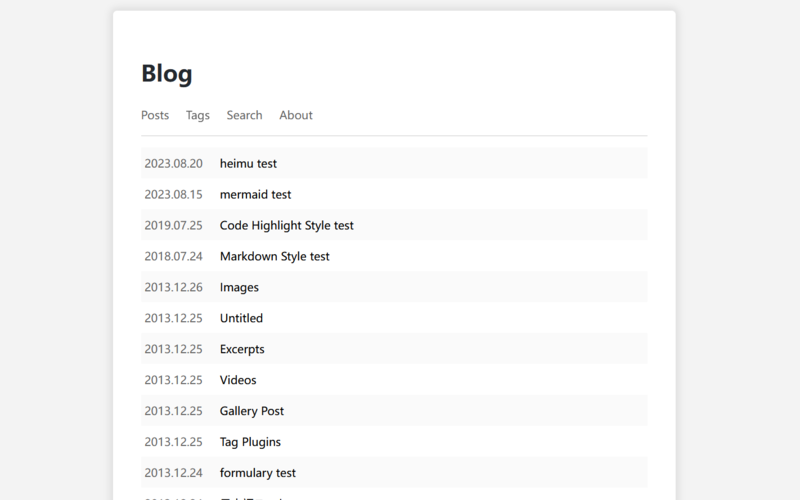 Blog
Posts Tags Search About
2023.08.20 heimu test
2023.08.15 mermaid test
2019.07.25 Code Highlight Style test
2018.07.24 Markdown Style test
2013.12.26 Images
2013.12.25 Untitled
2013.12.25 Excerpts
2013.12.25 Videos
2013.12.25 Gallery Post
2013.12.25 Tag Plugins
2013.12.24 formulary test